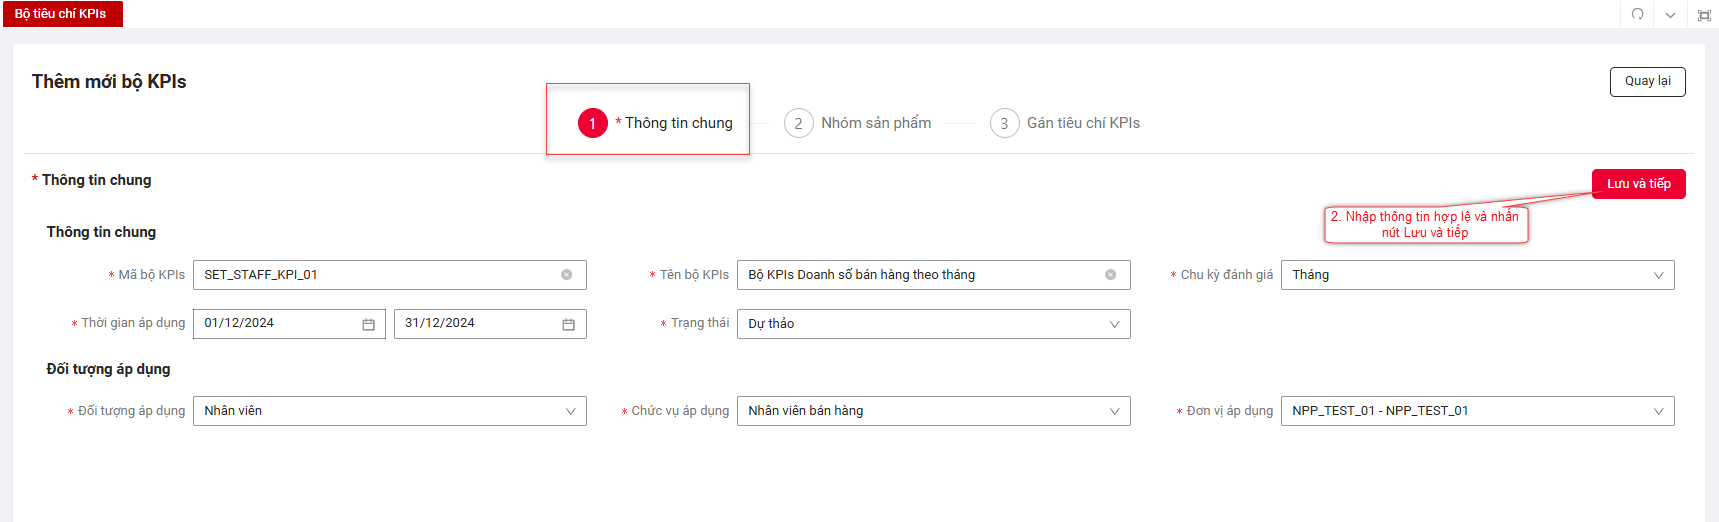 Bộ tiêu chí KPIs
Thêm mới bộ KPIs
Quay lại
1 * Thông tin chung
2 Nhóm sản phẩm
3 Gán tiêu chí KPIs
* Thông tin chung
Lưu và tiếp
2. Nhập thông tin hợp lệ và nhấn
nút Lưu và tiếp
Thông tin chung
* Mã bộ KPIs SET_STAFF_KPI_01 * Tên bộ KPIs Bộ KPIs Doanh số bán hàng theo tháng * Chu kỳ đánh giá Tháng
* Thời gian áp dụng 01/12/2024 31/12/2024 * Trạng thái Dự thảo
Đối tượng áp dụng
* Đối tượng áp dụng Nhân viên * Chức vụ áp dụng Nhân viên bán hàng * Đơn vị áp dụng NPP_TEST_01 - NPP_TEST_01